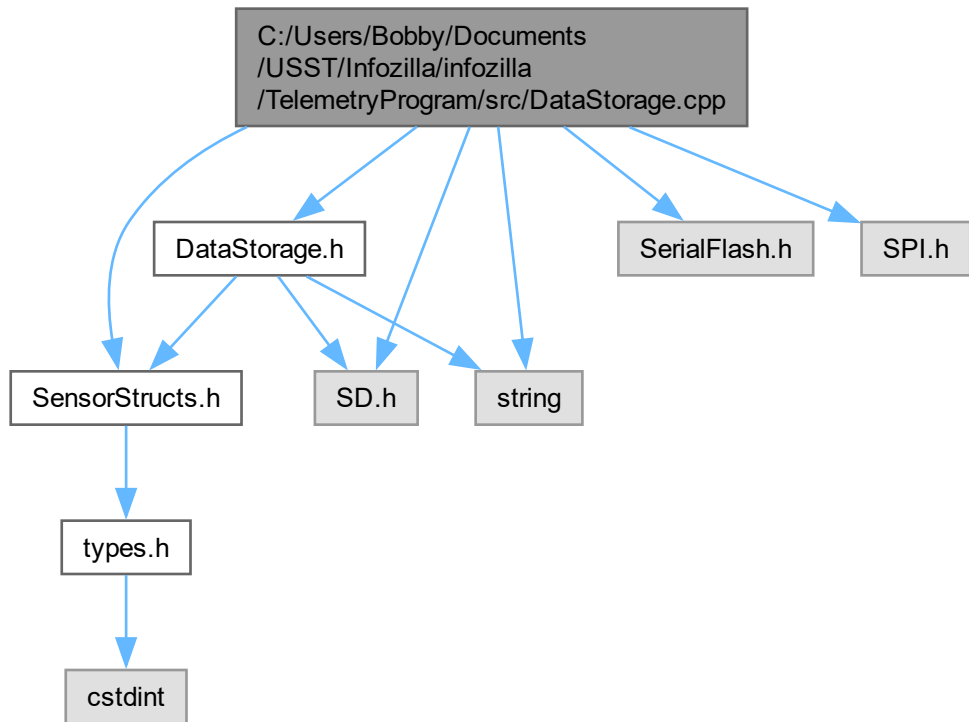 C:/Users/Bobby/Documents
/USST/Infozilla/infozilla
/TelemetryProgram/src/DataStorage.cpp
DataStorage.h
SerialFlash.h
SPI.h
SensorStructs.h
SD.h
string
types.h
cstdint